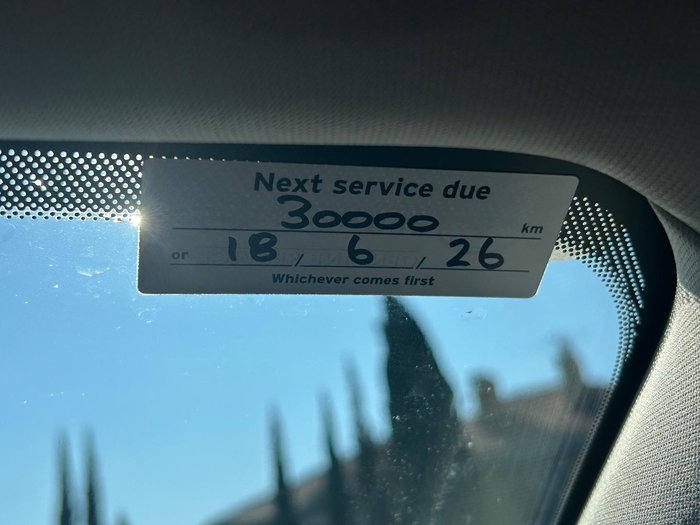 Next service due
30000 km
or 18 / 6 / 26
Whichever comes first